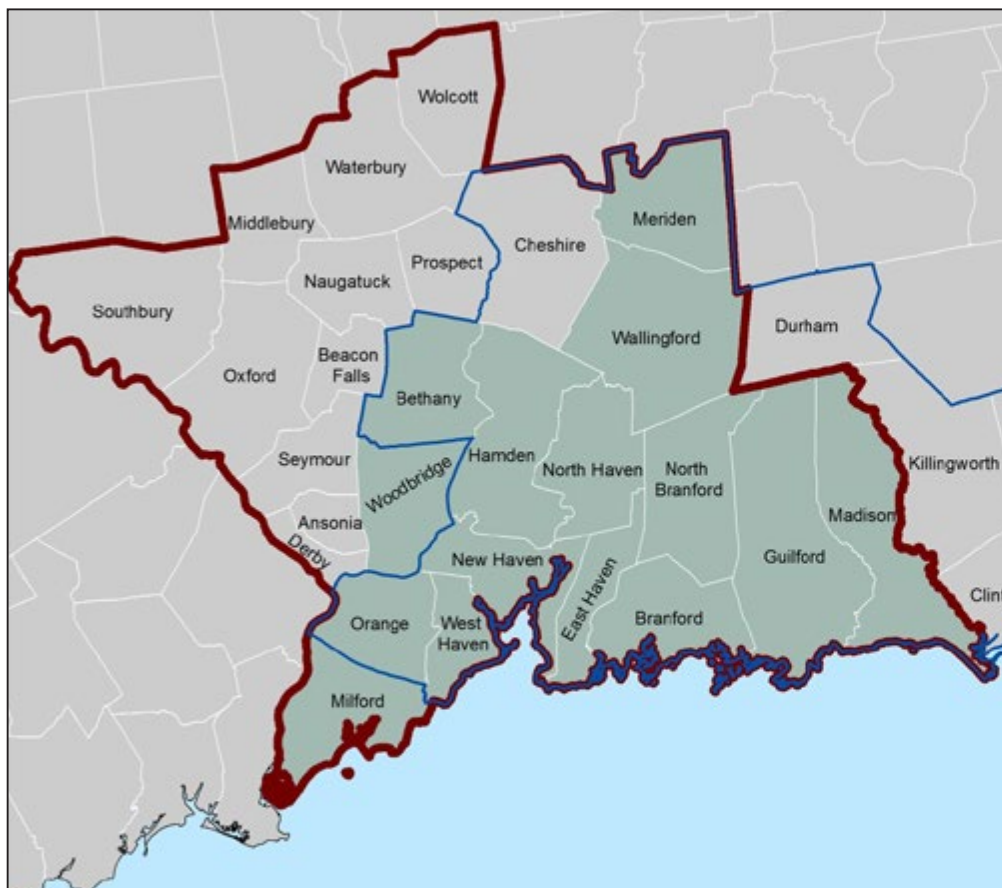 Wolcott
Waterbury
Middlebury
Meriden
Cheshire
Prospect
Naugatuck
Southbury
Durham
Wallingford
Beacon
Falls
Oxford
Bethany
Hamden
Seymour
Woodbridge
North Haven
North
Branford
Killingworth
Madison
Ansonia
Derby
New Haven
Guilford
East Haven
Clint
Orange
West
Haven
Branford
Milford